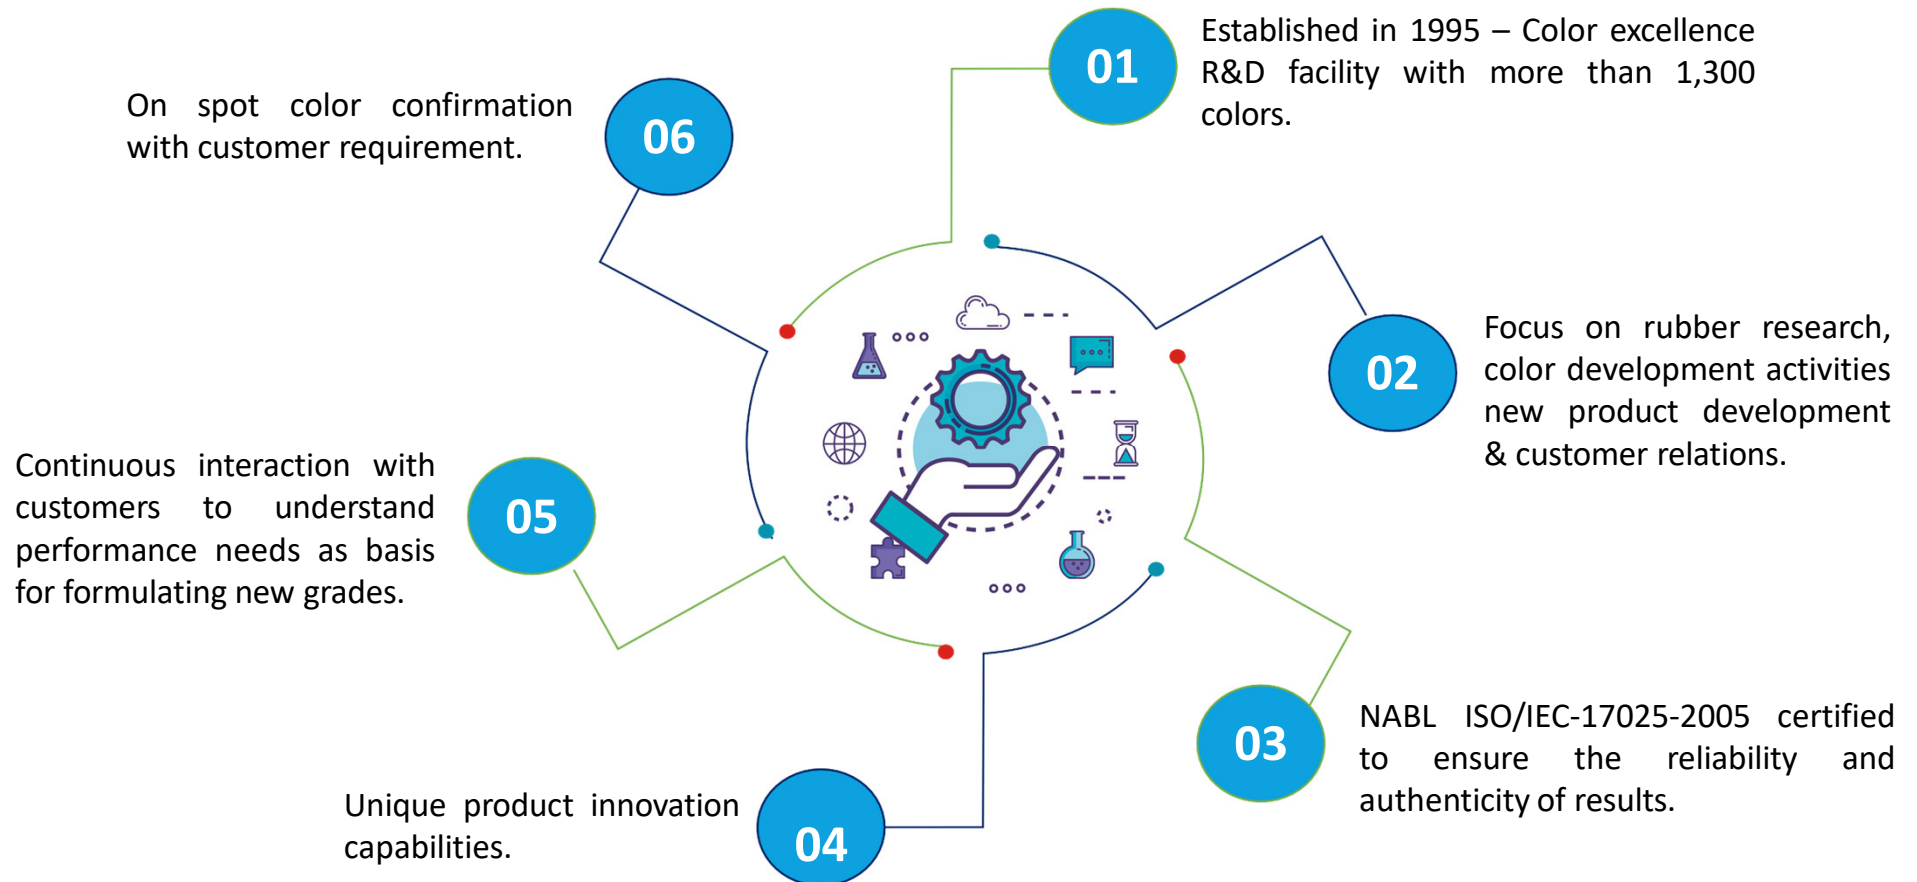 01
Established in 1995 – Color excellence
R&D facility with more than 1,300
colors.
02
Focus on rubber research,
color development activities
new product development
& customer relations.
03
NABL ISO/IEC-17025-2005 certified
to ensure the reliability and
authenticity of results.
04
Unique product innovation
capabilities.
05
Continuous interaction with
customers to understand
performance needs as basis
for formulating new grades.
06
On spot color confirmation
with customer requirement.